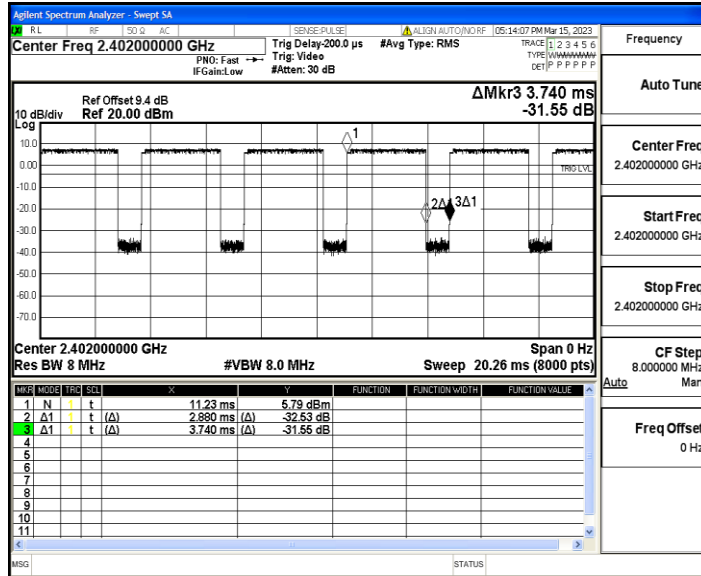 Agilent Spectrum Analyzer - Swept SA
RL RF 50 Ω AC SENSE:PULSE ALIGN AUTO/NO RF 05:14:07 PM Mar 15, 2023
Center Freq 2.402000000 GHz
PNO: Fast
IFGain:Low
Trig Delay-200.0 µs
Trig: Video
#Atten: 30 dB
#Avg Type: RMS
TRACE 1 2 3 4 5 6
TYPE
DET P P P P P P
ΔMkr3 3.740 ms
-31.55 dB
Ref Offset 9.4 dB
10 dB/div Ref 20.00 dBm
Log
10.0
0.00
-10.0
-20.0
-30.0
-40.0
-50.0
-60.0
-70.0
1
2Δ1
3Δ1
TRIG LVL
Center 2.402000000 GHz Span 0 Hz
Res BW 8 MHz #VBW 8.0 MHz Sweep 20.26 ms (8000 pts)
MKR MODE TRC SCL X Y FUNCTION FUNCTION WIDTH FUNCTION VALUE
1 N 1 t 11.23 ms 5.79 dBm
2 Δ1 1 t (Δ) 2.880 ms (Δ) -32.53 dB
3 Δ1 1 t (Δ) 3.740 ms (Δ) -31.55 dB
4
5
6
7
8
9
10
11
MSG STATUS
Frequency
Auto Tune
Center Freq
2.402000000 GHz
Start Freq
2.402000000 GHz
Stop Freq
2.402000000 GHz
CF Step
8.000000 MHz
Auto Man
Freq Offset
0 Hz